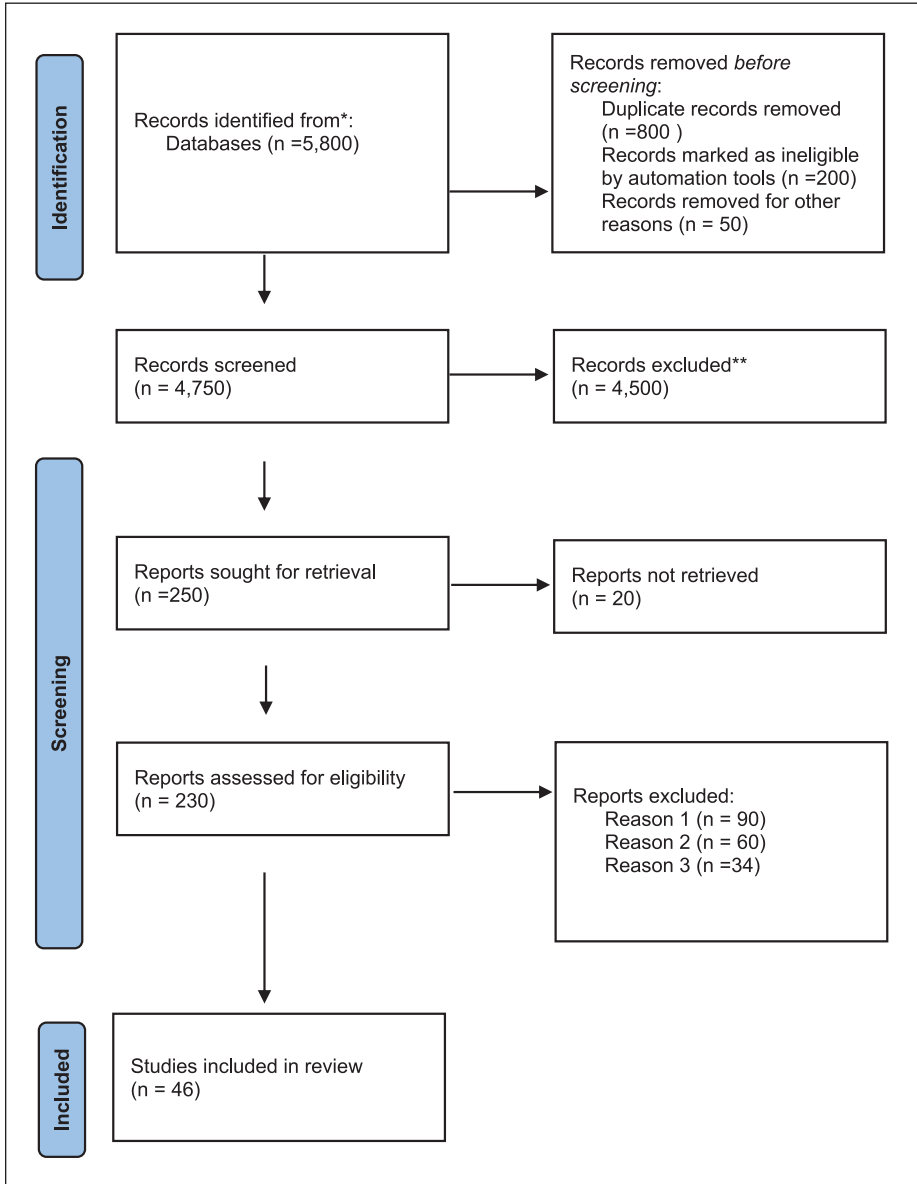 Identification
Records identified from*:
Databases (n =5,800)
Records removed before
screening:
Duplicate records removed
(n =800 )
Records marked as ineligible
by automation tools (n =200)
Records removed for other
reasons (n = 50)
Records screened
(n = 4,750)
Records excluded**
(n = 4,500)
Screening
Reports sought for retrieval
(n =250)
Reports not retrieved
(n = 20)
Reports assessed for eligibility
(n = 230)
Reports excluded:
Reason 1 (n = 90)
Reason 2 (n = 60)
Reason 3 (n =34)
Included
Studies included in review
(n = 46)